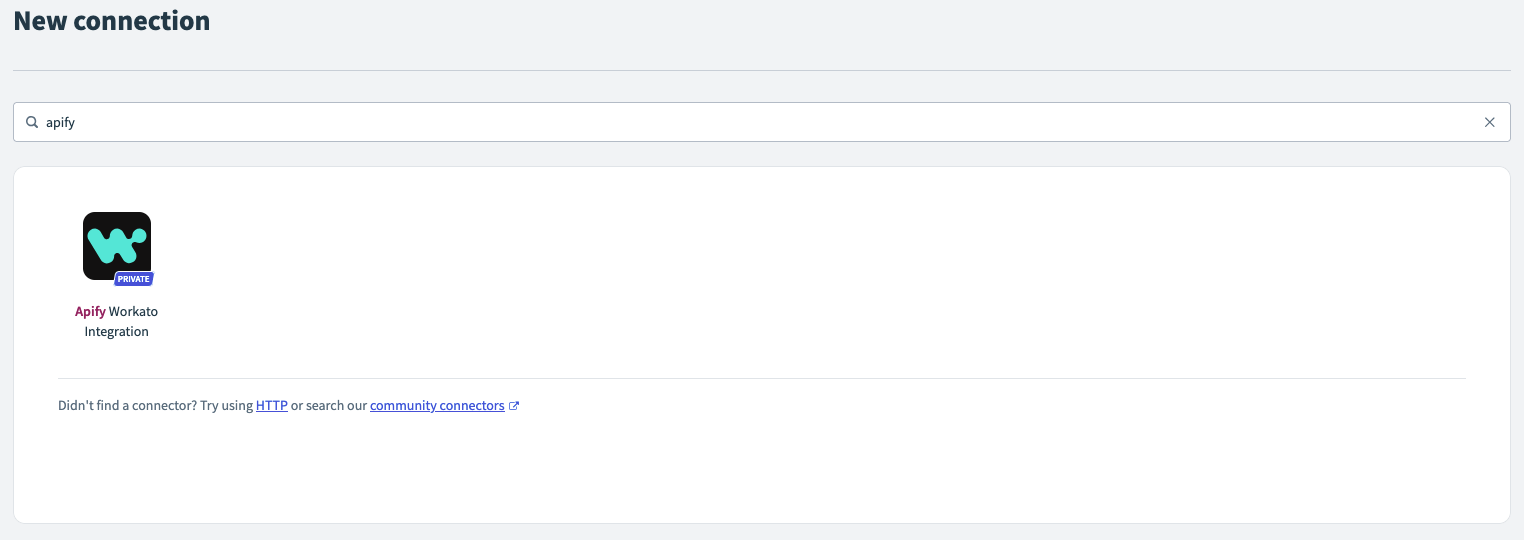 New connection
apify
PRIVATE
Apify Workato
Integration
Didn't find a connector? Try using HTTP or search our community connectors